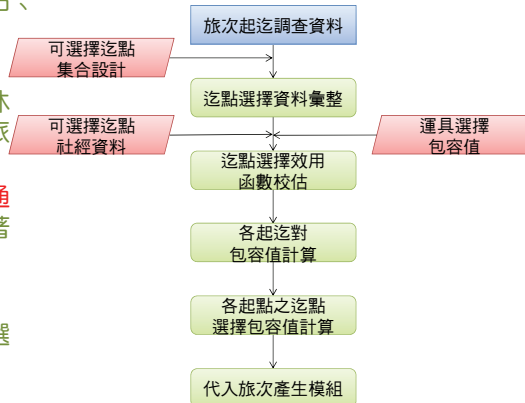 旅次起迄調查資料
可選擇迄點
集合設計
迄點選擇資料彙整
可選擇迄點
社經資料
運具選擇
包容值
迄點選擇效用
函數校估
各起迄對
包容值計算
各起點之迄點
選擇包容值計算
代入旅次產生模組